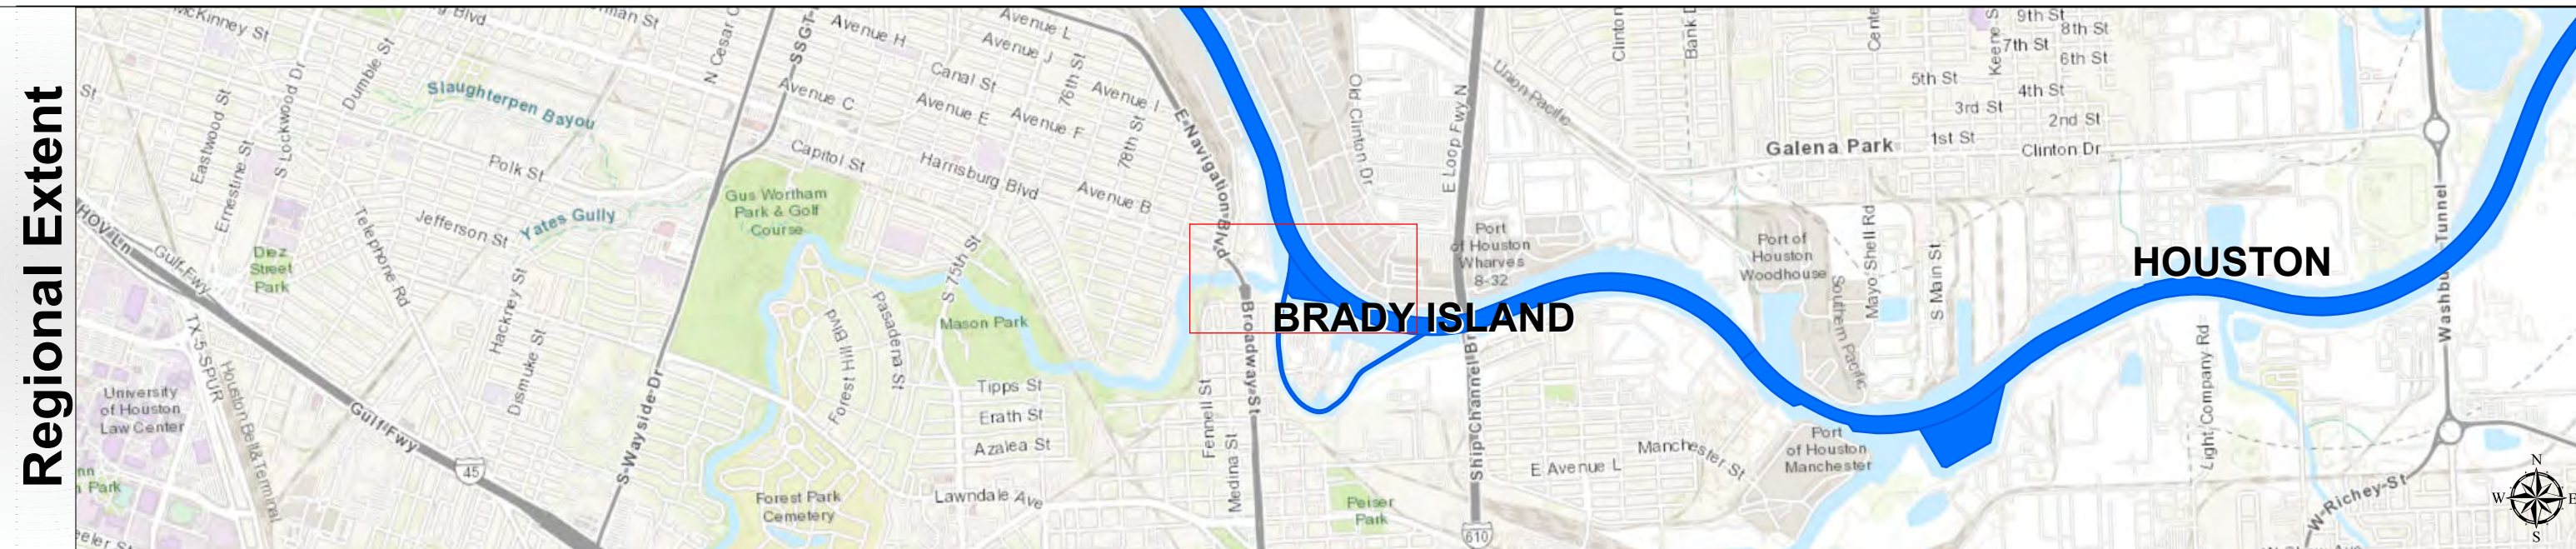 Regional Extent
McKinney St
Dumble St
St
Eastwood St
Ernestine St
S Lockwood Dr
Slaughterpen Bayou
Polk St
Jefferson St
Yates Gully
Telephone Rd
Hackney St
Dismuke St
HOV Ln
Gulf Fwy
Diez
Street
Park
TX-5 SPUR
Houston Belt & Terminal
University
of Houston
Law Center
Gulf Fwy
45
S Wayside Dr
N Cesar C
Avenue H
Avenue L
Avenue J
Canal St
76th St
Avenue I
Avenue C
Avenue E
Avenue F
78th St
Capitol St
Harrisburg Blvd
Avenue B
E Navigation Blvd
Gus Wortham
Park & Golf
Course
S 75th St
Mason Park
Forest Hill Blvd
Pasadena St
Tipps St
Erath St
Azalea St
Lawndale Ave
Forest Park
Cemetery
Fennell St
Medina St
Broadway St
BRADY ISLAND
Old Clinton Dr
E Loop Fwy N
Union Pacific
Port
of Houston
Wharves
8-32
Ship Channel Br
610
Peiser
Park
E Avenue L
Manchester St
Clinton
Bank D
Cente
Keene S
9th St
8th St
7th St
6th St
5th St
4th St
3rd St
2nd St
1st St
Galena Park
Clinton Dr
Port of
Houston
Woodhouse
Southern Pacific
Mayo Shell Rd
S Main St
Port
of Houston
Manchester
HOUSTON
Light Company Rd
Washbu
Tunnel
W Richey St
N
W
E
S